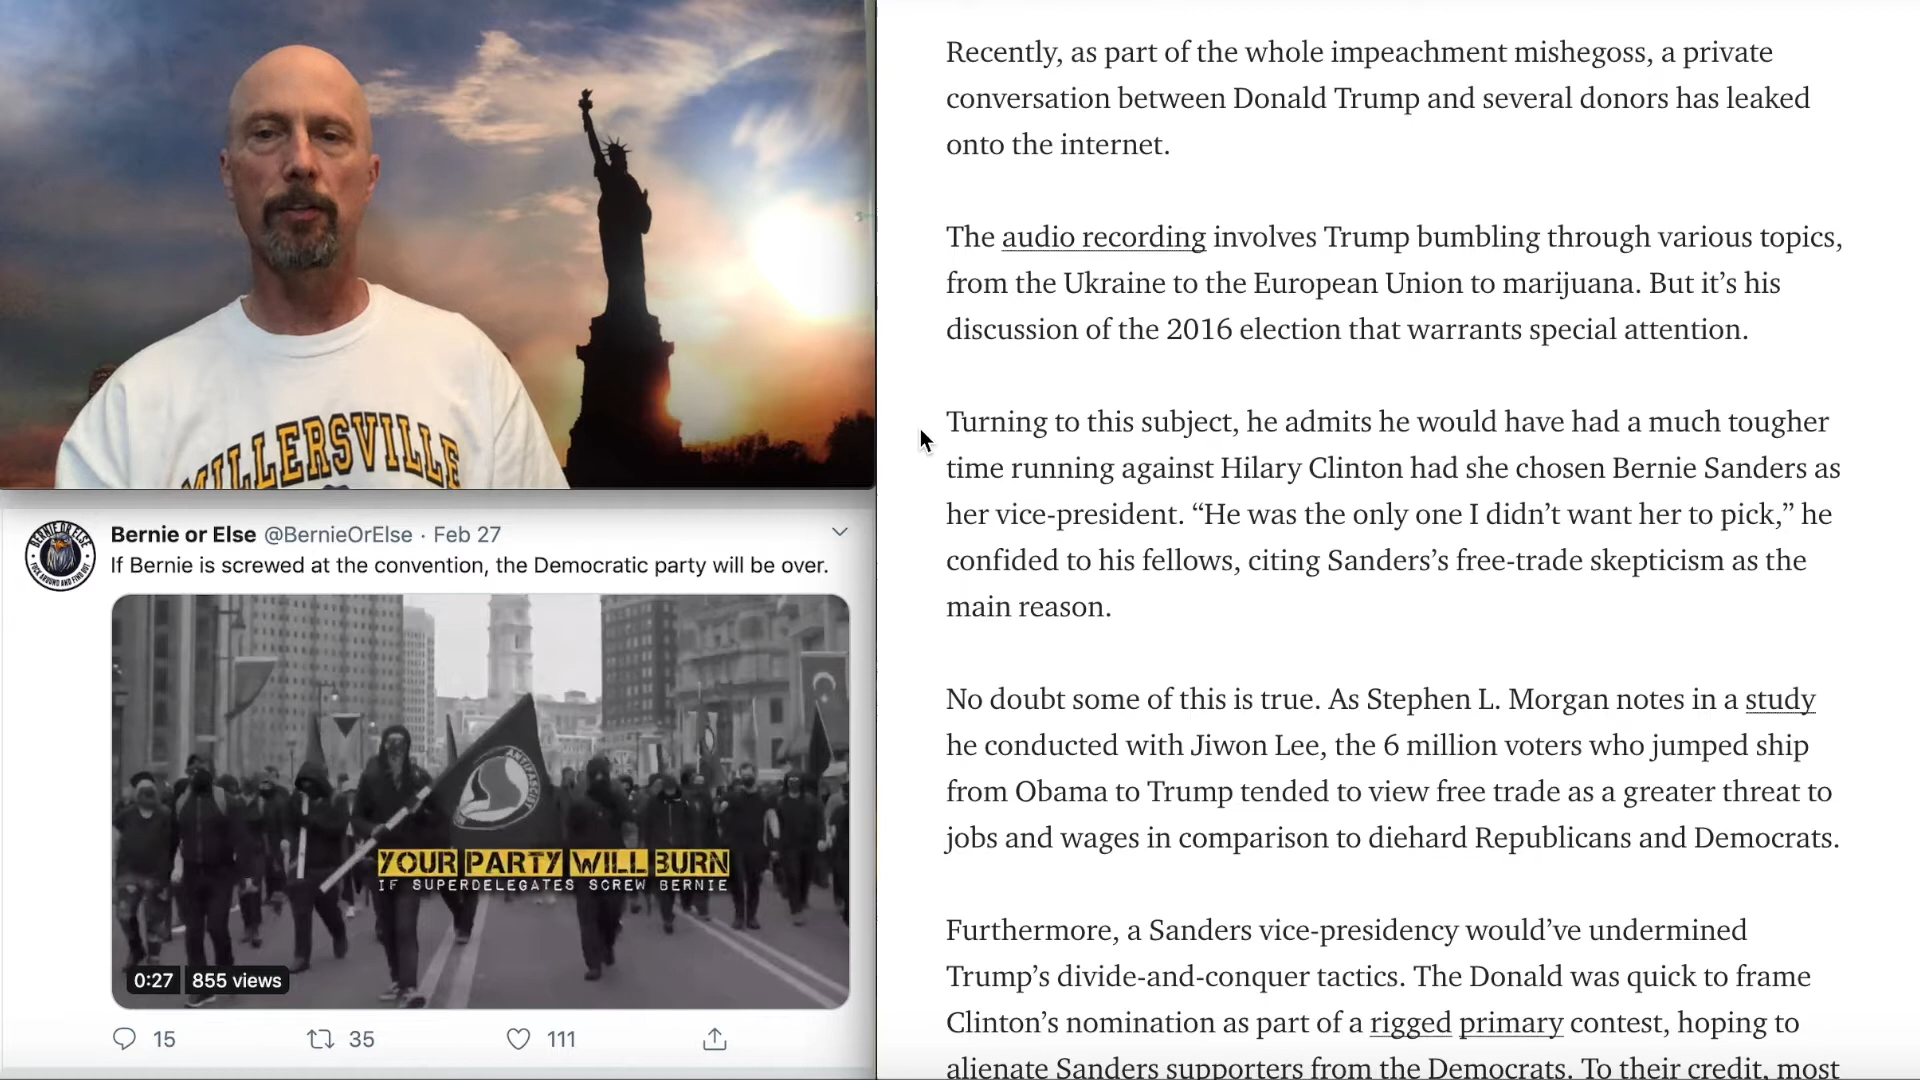 MILLERSVILLE
Bernie or Else @BernieOrElse · Feb 27
If Bernie is screwed at the convention, the Democratic party will be over.
BERNIE OR ELSE
FUCK AROUND AND FIND OUT
ANTIFASCIST
YOUR PARTY WILL BURN
IF SUPERDELEGATES SCREW BERNIE
0:27 855 views
15 35 111
Recently, as part of the whole impeachment mishegoss, a private
conversation between Donald Trump and several donors has leaked
onto the internet.
The audio recording involves Trump bumbling through various topics,
from the Ukraine to the European Union to marijuana. But it’s his
discussion of the 2016 election that warrants special attention.
Turning to this subject, he admits he would have had a much tougher
time running against Hilary Clinton had she chosen Bernie Sanders as
her vice-president. “He was the only one I didn’t want her to pick,” he
confided to his fellows, citing Sanders’s free-trade skepticism as the
main reason.
No doubt some of this is true. As Stephen L. Morgan notes in a study
he conducted with Jiwon Lee, the 6 million voters who jumped ship
from Obama to Trump tended to view free trade as a greater threat to
jobs and wages in comparison to diehard Republicans and Democrats.
Furthermore, a Sanders vice-presidency would’ve undermined
Trump’s divide-and-conquer tactics. The Donald was quick to frame
Clinton’s nomination as part of a rigged primary contest, hoping to
alienate Sanders supporters from the Democrats. To their credit, most